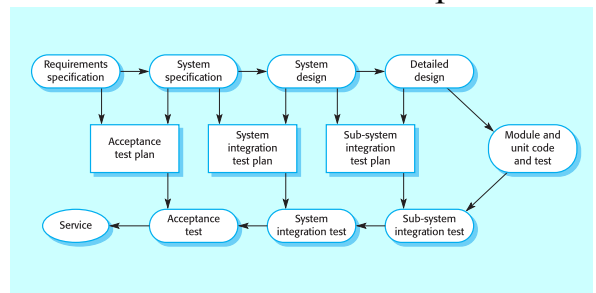 Requirements
specification
System
specification
System
design
Detailed
design
Acceptance
test plan
System
integration
test plan
Sub-system
integration
test plan
Module and
unit code
and test
Service
Acceptance
test
System
integration test
Sub-system
integration test